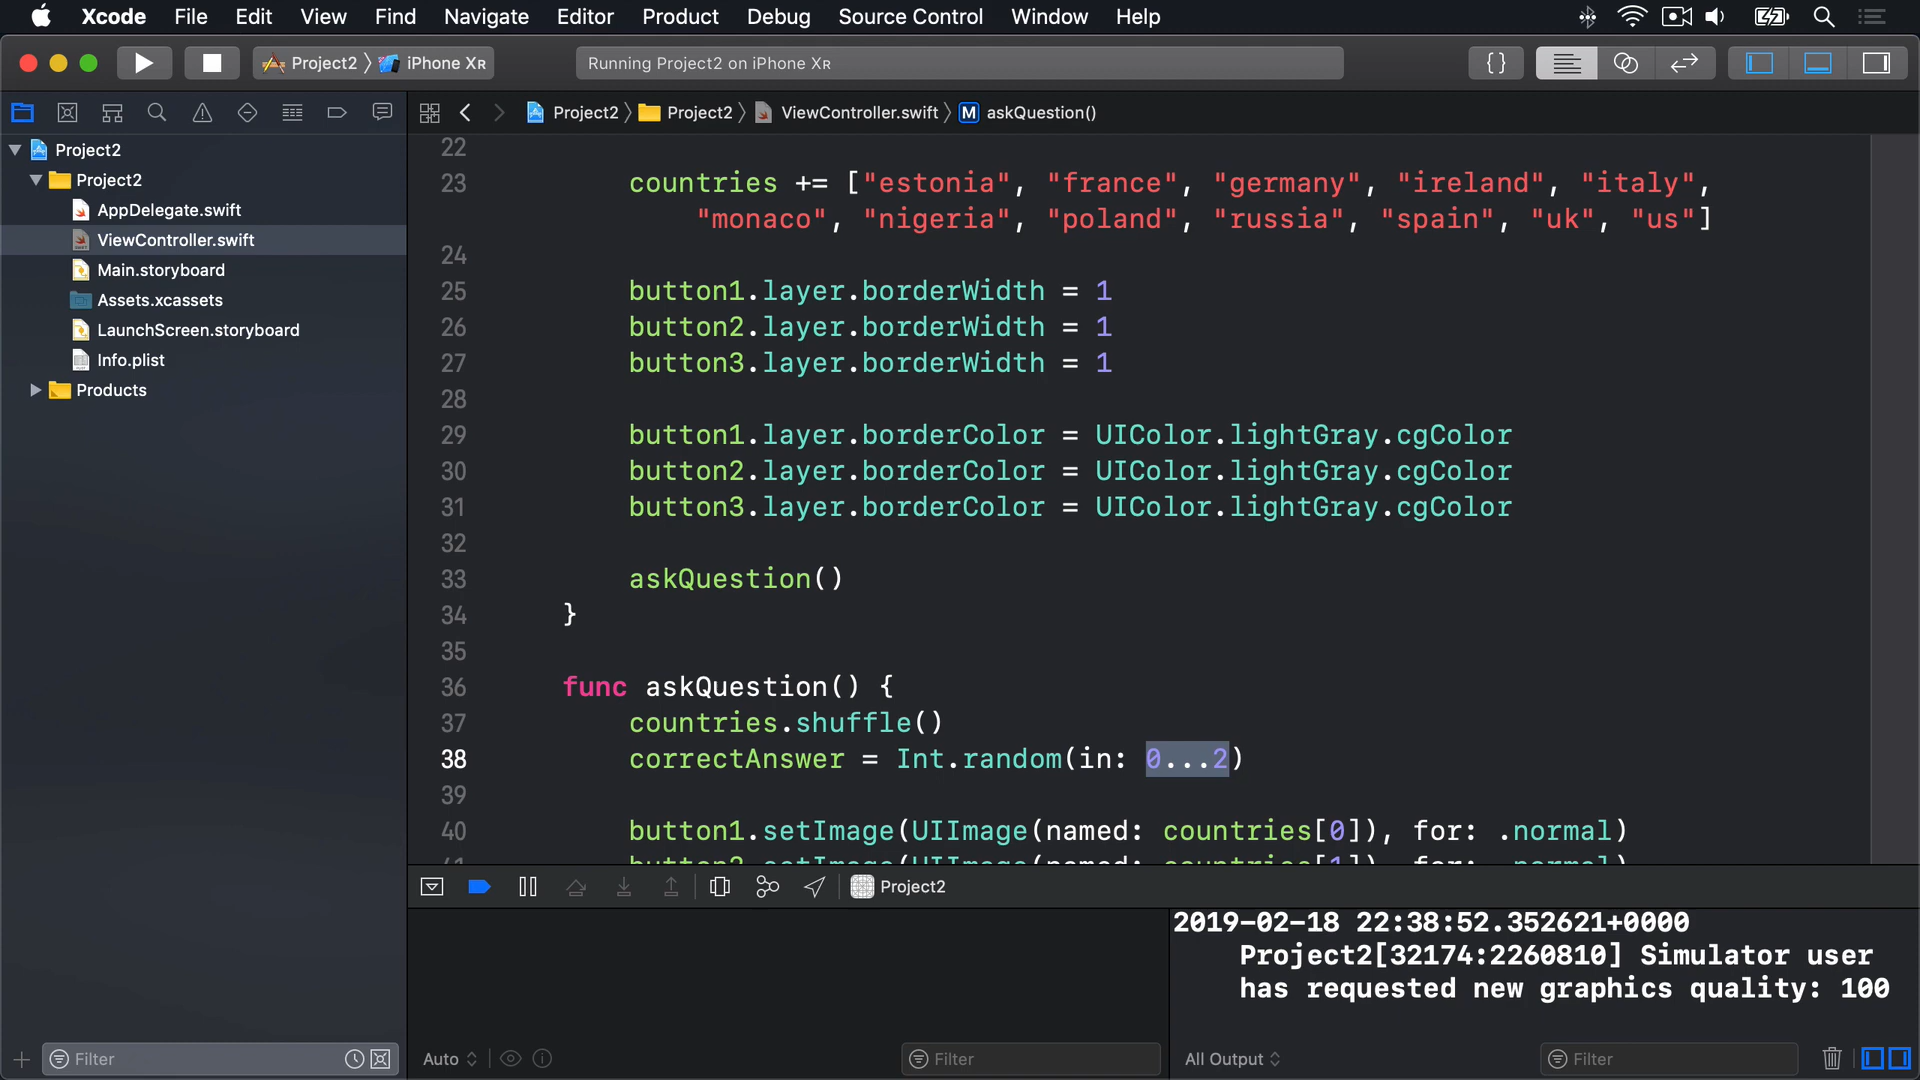 Xcode File Edit View Find Navigate Editor Product Debug Source Control Window Help
Project2 iPhone XR
Running Project2 on iPhone XR
{}
Project2 Project2 ViewController.swift M askQuestion()
Project2
Project2
AppDelegate.swift
ViewController.swift
Main.storyboard
Assets.xcassets
LaunchScreen.storyboard
Info.plist
Products
22
23 countries += ["estonia", "france", "germany", "ireland", "italy",
"monaco", "nigeria", "poland", "russia", "spain", "uk", "us"]
24
25 button1.layer.borderWidth = 1
26 button2.layer.borderWidth = 1
27 button3.layer.borderWidth = 1
28
29 button1.layer.borderColor = UIColor.lightGray.cgColor
30 button2.layer.borderColor = UIColor.lightGray.cgColor
31 button3.layer.borderColor = UIColor.lightGray.cgColor
32
33 askQuestion()
34 }
35
36 func askQuestion() {
37 countries.shuffle()
38 correctAnswer = Int.random(in: 0...2)
39
40 button1.setImage(UIImage(named: countries[0]), for: .normal)
Project2
2019-02-18 22:38:52.352621+0000
Project2[32174:2260810] Simulator user
has requested new graphics quality: 100
Filter
Auto
Filter
All Output
Filter